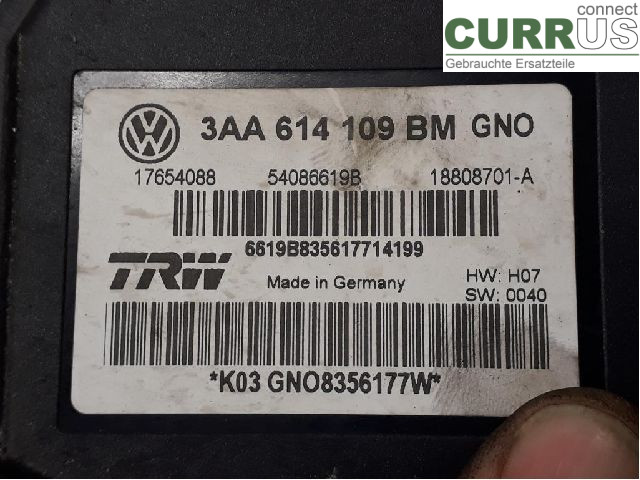 connect
CURRUS
Gebrauchte Ersatzteile
VW 3AA 614 109 BM GNO
17654088 54086619B 18808701-A
6619B835617714199
TRW Made in Germany HW: H07
SW: 0040
*K03 GNO8356177W*